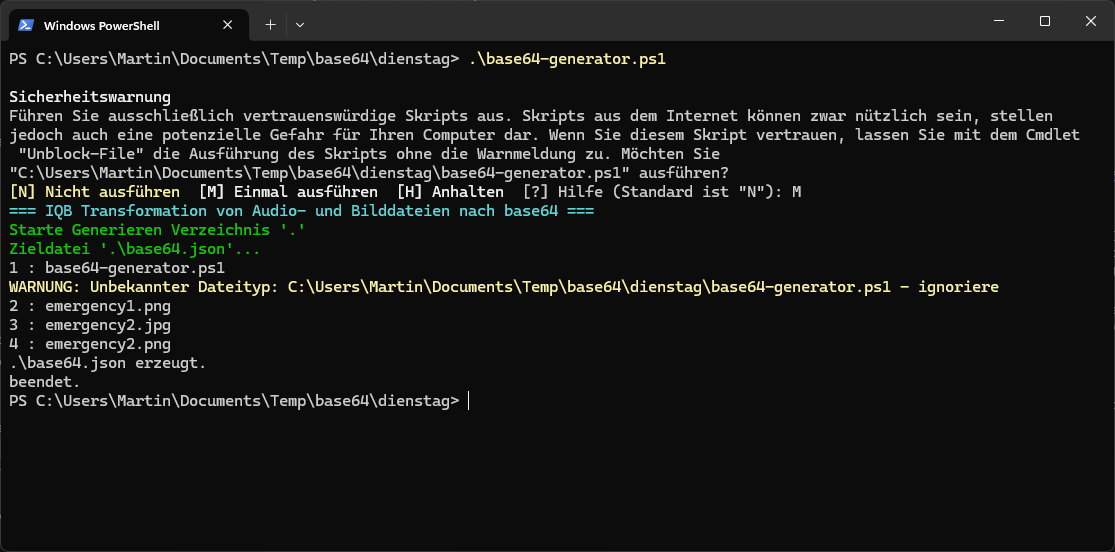 Windows PowerShell
PS C:\Users\Martin\Documents\Temp\base64\dienstag> .\base64-generator.ps1
Sicherheitswarnung
Führen Sie ausschließlich vertrauenswürdige Skripts aus. Skripts aus dem Internet können zwar nützlich sein, stellen
jedoch auch eine potenzielle Gefahr für Ihren Computer dar. Wenn Sie diesem Skript vertrauen, lassen Sie mit dem Cmdlet
"Unblock-File" die Ausführung des Skripts ohne die Warnmeldung zu. Möchten Sie
"C:\Users\Martin\Documents\Temp\base64\dienstag\base64-generator.ps1" ausführen?
[N] Nicht ausführen  [M] Einmal ausführen  [H] Anhalten  [?] Hilfe (Standard ist "N"): M
=== IQB Transformation von Audio- und Bilddateien nach base64 ===
Starte Generieren Verzeichnis '.'
Zieldatei '.\base64.json'...
1 : base64-generator.ps1
WARNUNG: Unbekannter Dateityp: C:\Users\Martin\Documents\Temp\base64\dienstag\base64-generator.ps1 - ignoriere
2 : emergency1.png
3 : emergency2.jpg
4 : emergency2.png
.\base64.json erzeugt.
beendet.
PS C:\Users\Martin\Documents\Temp\base64\dienstag>